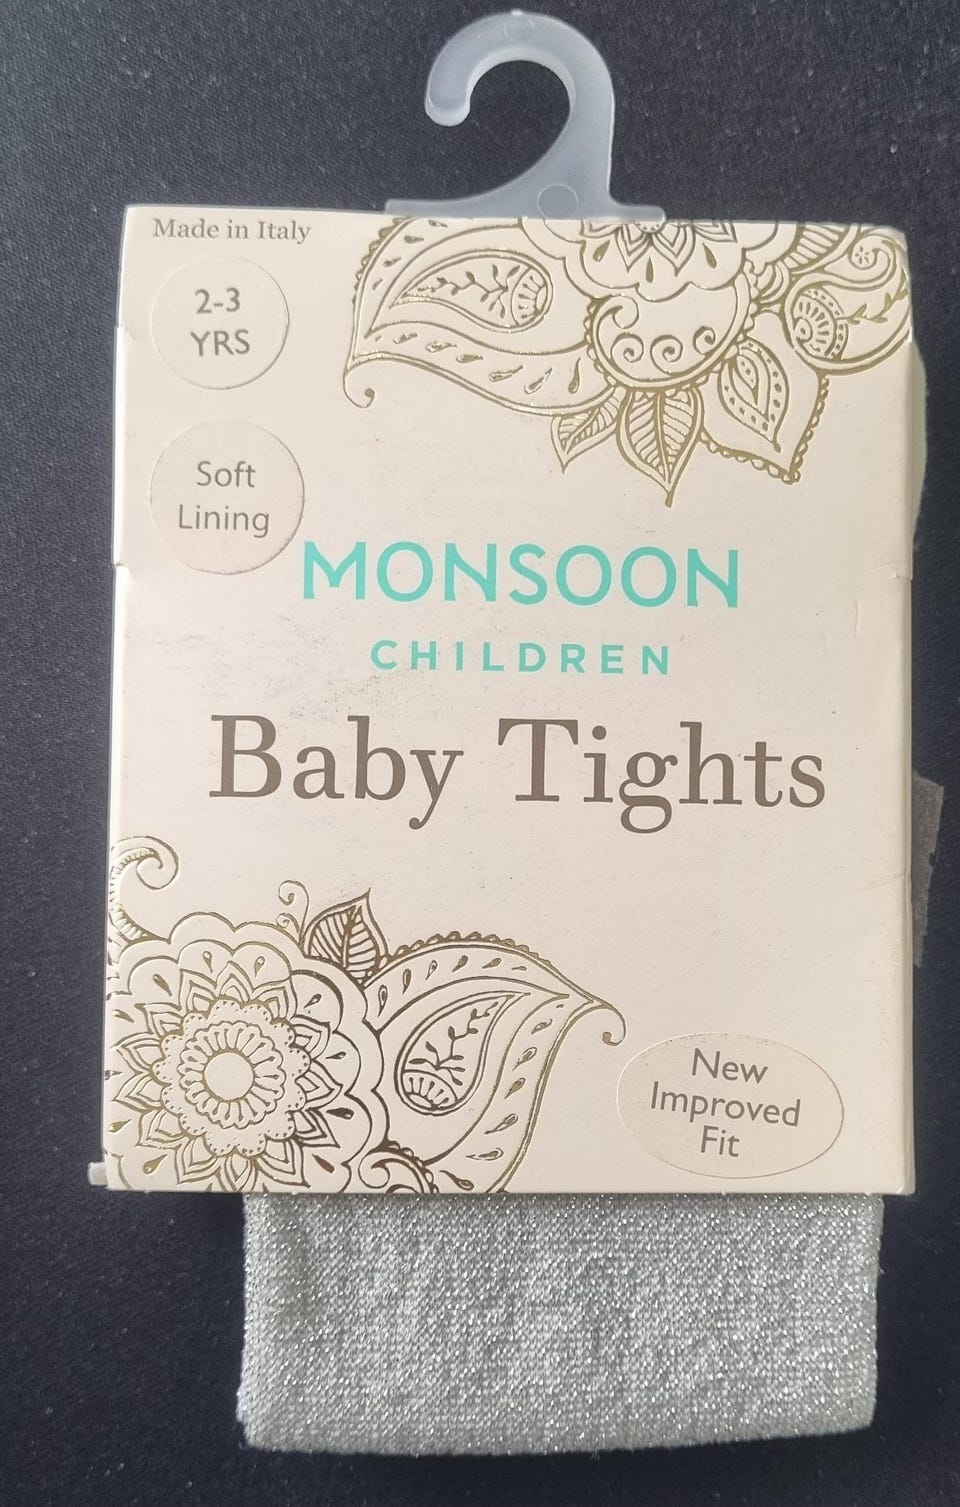 Made in Italy
2-3
YRS
Soft
Lining
MONSOON
CHILDREN
Baby Tights
New
Improved
Fit